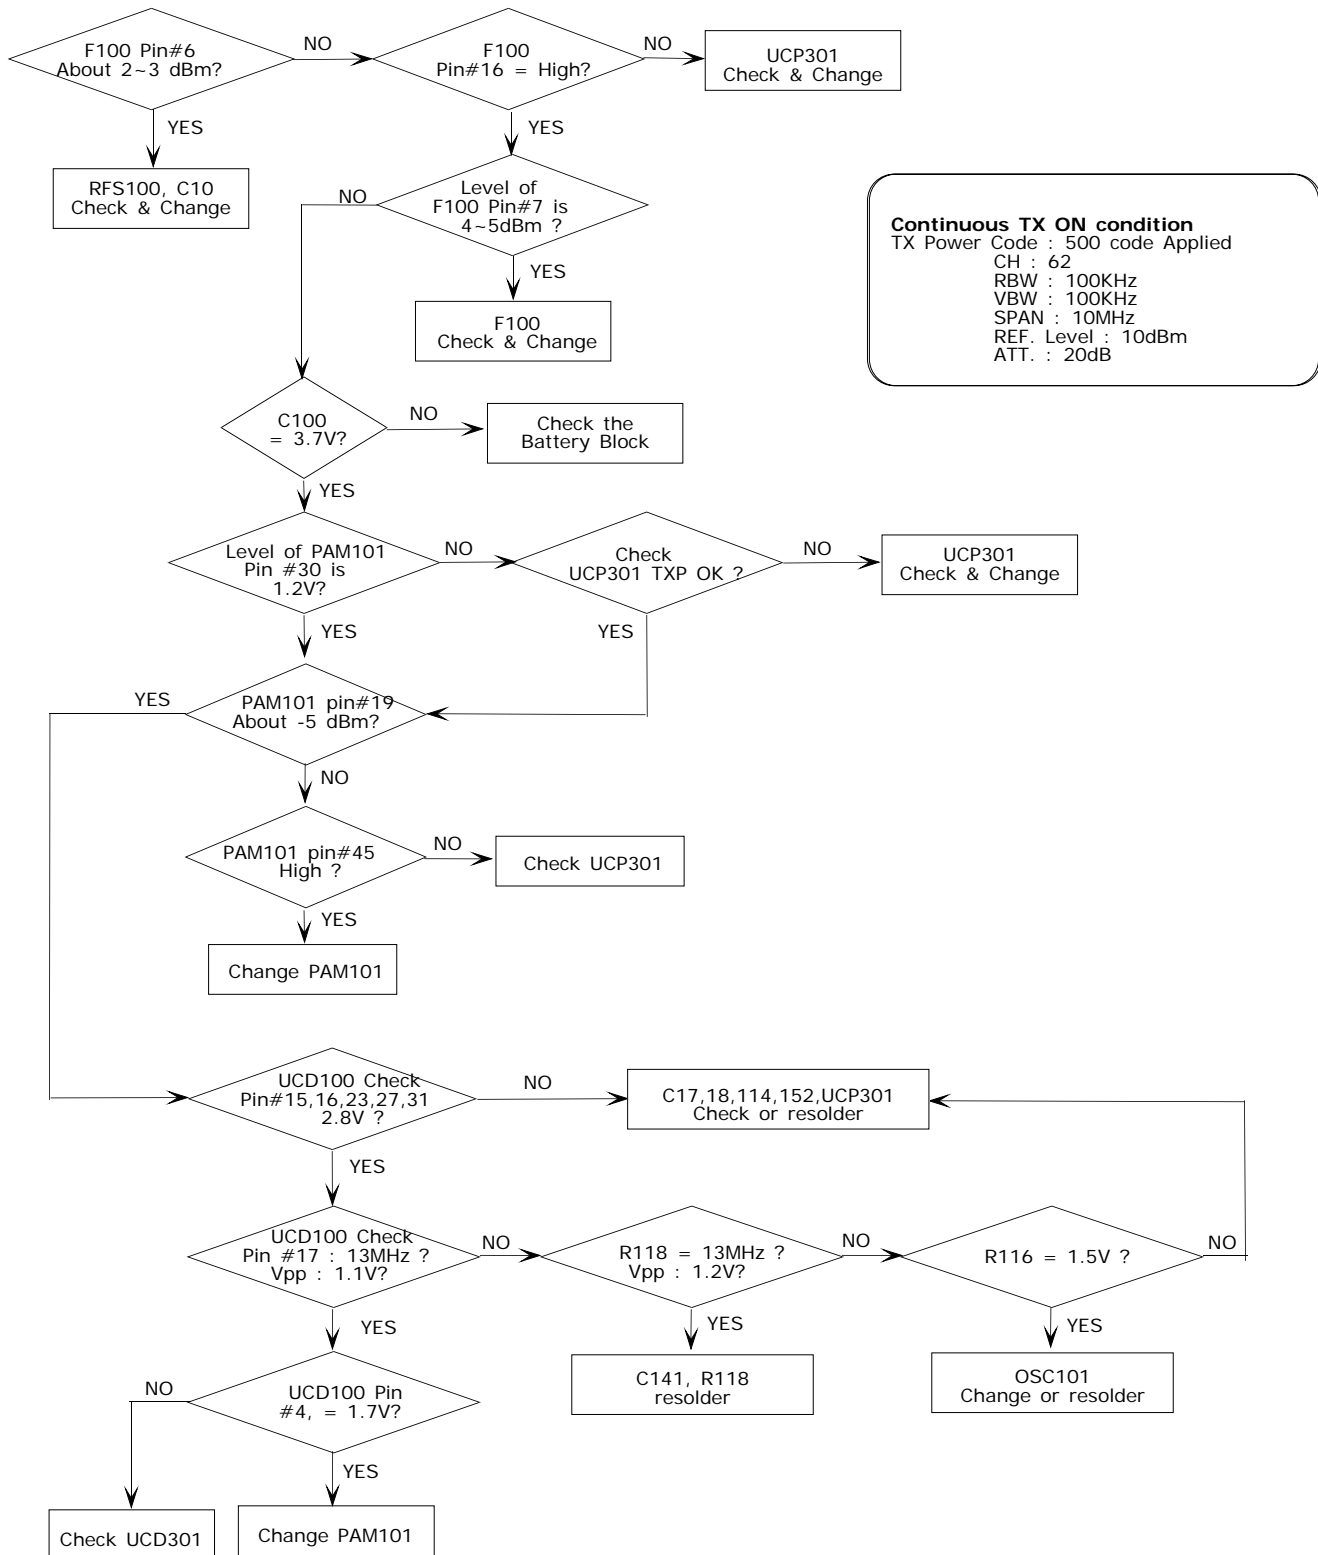 F100 Pin#6
About 2~3 dBm?
NO
F100
Pin#16 = High?
NO
UCP301
Check & Change
YES
YES
RFS100, C10
Check & Change
NO
Level of
F100 Pin#7 is
4~5dBm ?
YES
F100
Check & Change
Continuous TX ON condition
TX Power Code : 500 code Applied
CH : 62
RBW : 100KHz
VBW : 100KHz
SPAN : 10MHz
REF. Level : 10dBm
ATT. : 20dB
C100
= 3.7V?
NO
Check the
Battery Block
YES
Level of PAM101
Pin #30 is
1.2V?
NO
Check
UCP301 TXP OK ?
NO
UCP301
Check & Change
YES
YES
YES
PAM101 pin#19
About -5 dBm?
NO
PAM101 pin#45
High ?
NO
Check UCP301
YES
Change PAM101
UCD100 Check
Pin#15,16,23,27,31
2.8V ?
NO
C17,18,114,152,UCP301
Check or resolder
YES
UCD100 Check
Pin #17 : 13MHz ?
Vpp : 1.1V?
NO
R118 = 13MHz ?
Vpp : 1.2V?
NO
R116 = 1.5V ?
NO
YES
YES
YES
C141, R118
resolder
OSC101
Change or resolder
NO
UCD100 Pin
#4, = 1.7V?
YES
Check UCD301
Change PAM101